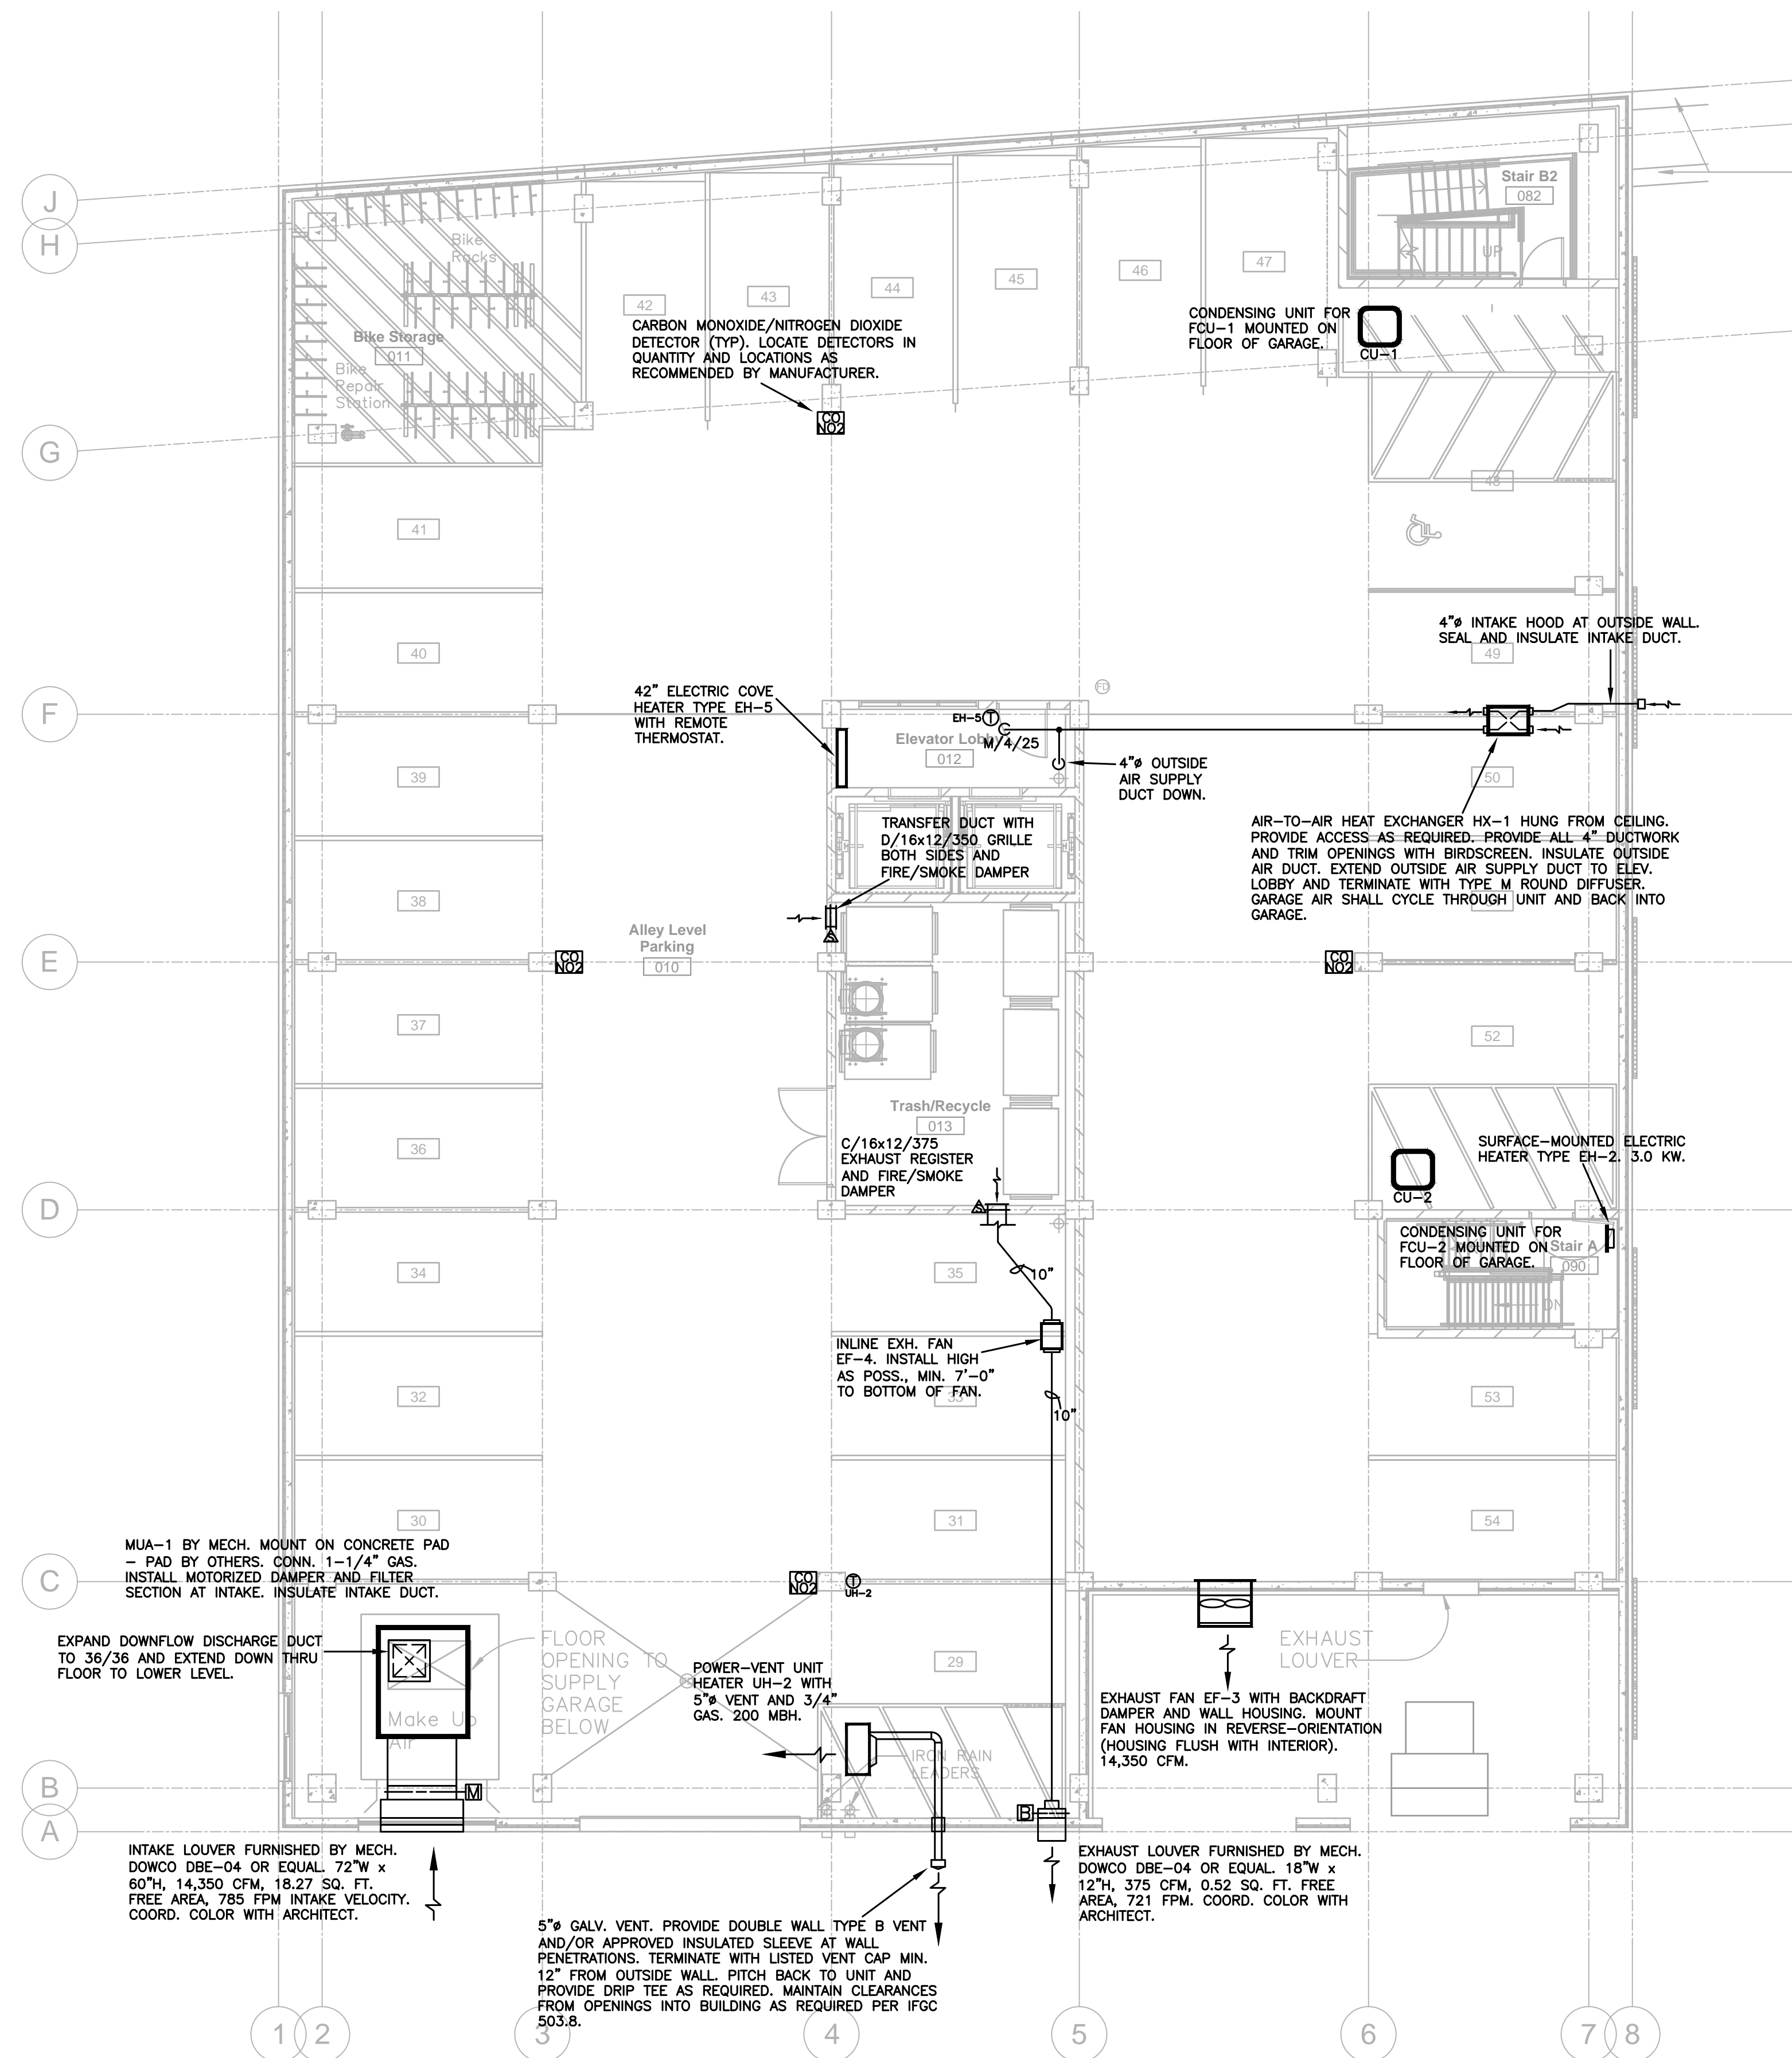 J
H
G
F
E
D
C
B
A
Stair B2
082
UP
Bike
Racks
Bike Storage
011
Bike
Repair
Station
42
43
44
45
46
47
CARBON MONOXIDE/NITROGEN DIOXIDE
DETECTOR (TYP). LOCATE DETECTORS IN
QUANTITY AND LOCATIONS AS
RECOMMENDED BY MANUFACTURER.
CO
NO2
CONDENSING UNIT FOR
FCU-1 MOUNTED ON
FLOOR OF GARAGE.
CU-1
48
41
40
49
4"ø INTAKE HOOD AT OUTSIDE WALL.
SEAL AND INSULATE INTAKE DUCT.
42" ELECTRIC COVE
HEATER TYPE EH-5
WITH REMOTE
THERMOSTAT.
FD
EH-5
T
Elevator Lobby
012
M/4/25
4"ø OUTSIDE
AIR SUPPLY
DUCT DOWN.
39
50
AIR-TO-AIR HEAT EXCHANGER HX-1 HUNG FROM CEILING.
PROVIDE ACCESS AS REQUIRED. PROVIDE ALL 4" DUCTWORK
AND TRIM OPENINGS WITH BIRDSCREEN. INSULATE OUTSIDE
AIR DUCT. EXTEND OUTSIDE AIR SUPPLY DUCT TO ELEV.
LOBBY AND TERMINATE WITH TYPE M ROUND DIFFUSER.
GARAGE AIR SHALL CYCLE THROUGH UNIT AND BACK INTO
GARAGE.
TRANSFER DUCT WITH
D/16x12/350 GRILLE
BOTH SIDES AND
FIRE/SMOKE DAMPER
S
38
Alley Level
Parking
010
CO
NO2
CO
NO2
37
52
Trash/Recycle
013
36
C/16x12/375
EXHAUST REGISTER
AND FIRE/SMOKE
DAMPER
S
SURFACE-MOUNTED ELECTRIC
HEATER TYPE EH-2. 3.0 KW.
CU-2
CONDENSING UNIT FOR
FCU-2 MOUNTED ON
FLOOR OF GARAGE.
Stair A
090
DN
34
35
10"
INLINE EXH. FAN
EF-4. INSTALL HIGH
AS POSS., MIN. 7'-0"
TO BOTTOM OF FAN.
32
33
53
10"
30
31
54
MUA-1 BY MECH. MOUNT ON CONCRETE PAD
- PAD BY OTHERS. CONN. 1-1/4" GAS.
INSTALL MOTORIZED DAMPER AND FILTER
SECTION AT INTAKE. INSULATE INTAKE DUCT.
CO
NO2
T
UH-2
EXPAND DOWNFLOW DISCHARGE DUCT
TO 36/36 AND EXTEND DOWN THRU
FLOOR TO LOWER LEVEL.
FLOOR
OPENING TO
SUPPLY
GARAGE
BELOW
Make Up
Air
M
POWER-VENT UNIT
HEATER UH-2 WITH
5"ø VENT AND 3/4"
GAS. 200 MBH.
29
IRON RAIN
LEADERS
EXHAUST
LOUVER
EXHAUST FAN EF-3 WITH BACKDRAFT
DAMPER AND WALL HOUSING. MOUNT
FAN HOUSING IN REVERSE-ORIENTATION
(HOUSING FLUSH WITH INTERIOR).
14,350 CFM.
B
INTAKE LOUVER FURNISHED BY MECH.
DOWCO DBE-04 OR EQUAL. 72"W x
60"H, 14,350 CFM, 18.27 SQ. FT.
FREE AREA, 785 FPM INTAKE VELOCITY.
COORD. COLOR WITH ARCHITECT.
EXHAUST LOUVER FURNISHED BY MECH.
DOWCO DBE-04 OR EQUAL. 18"W x
12"H, 375 CFM, 0.52 SQ. FT. FREE
AREA, 721 FPM. COORD. COLOR WITH
ARCHITECT.
5"ø GALV. VENT. PROVIDE DOUBLE WALL TYPE B VENT
AND/OR APPROVED INSULATED SLEEVE AT WALL
PENETRATIONS. TERMINATE WITH LISTED VENT CAP MIN.
12" FROM OUTSIDE WALL. PITCH BACK TO UNIT AND
PROVIDE DRIP TEE AS REQUIRED. MAINTAIN CLEARANCES
FROM OPENINGS INTO BUILDING AS REQUIRED PER IFGC
503.8.
1 2 3 4 5 6 7 8